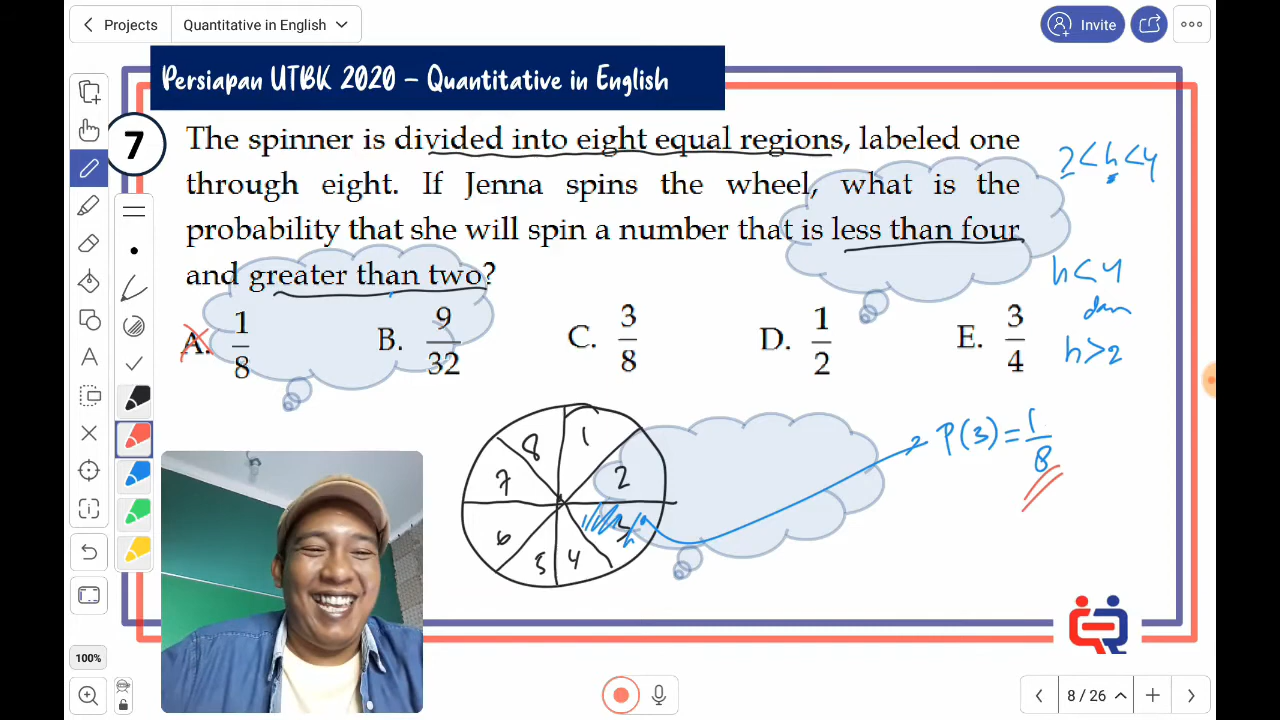 Projects
Quantitative in English
Invite
Persiapan UTBK 2020 – Quantitative in English
7
The spinner is divided into eight equal regions, labeled one
through eight. If Jenna spins the wheel, what is the
probability that she will spin a number that is less than four
and greater than two?
A. 1/8 B. 9/32 C. 3/8 D. 1/2 E. 3/4
2<h<4
h<4
dan
h>2
8 1
7 2
6 3
5 4
P(3)=1/8
A
100%
8 / 26